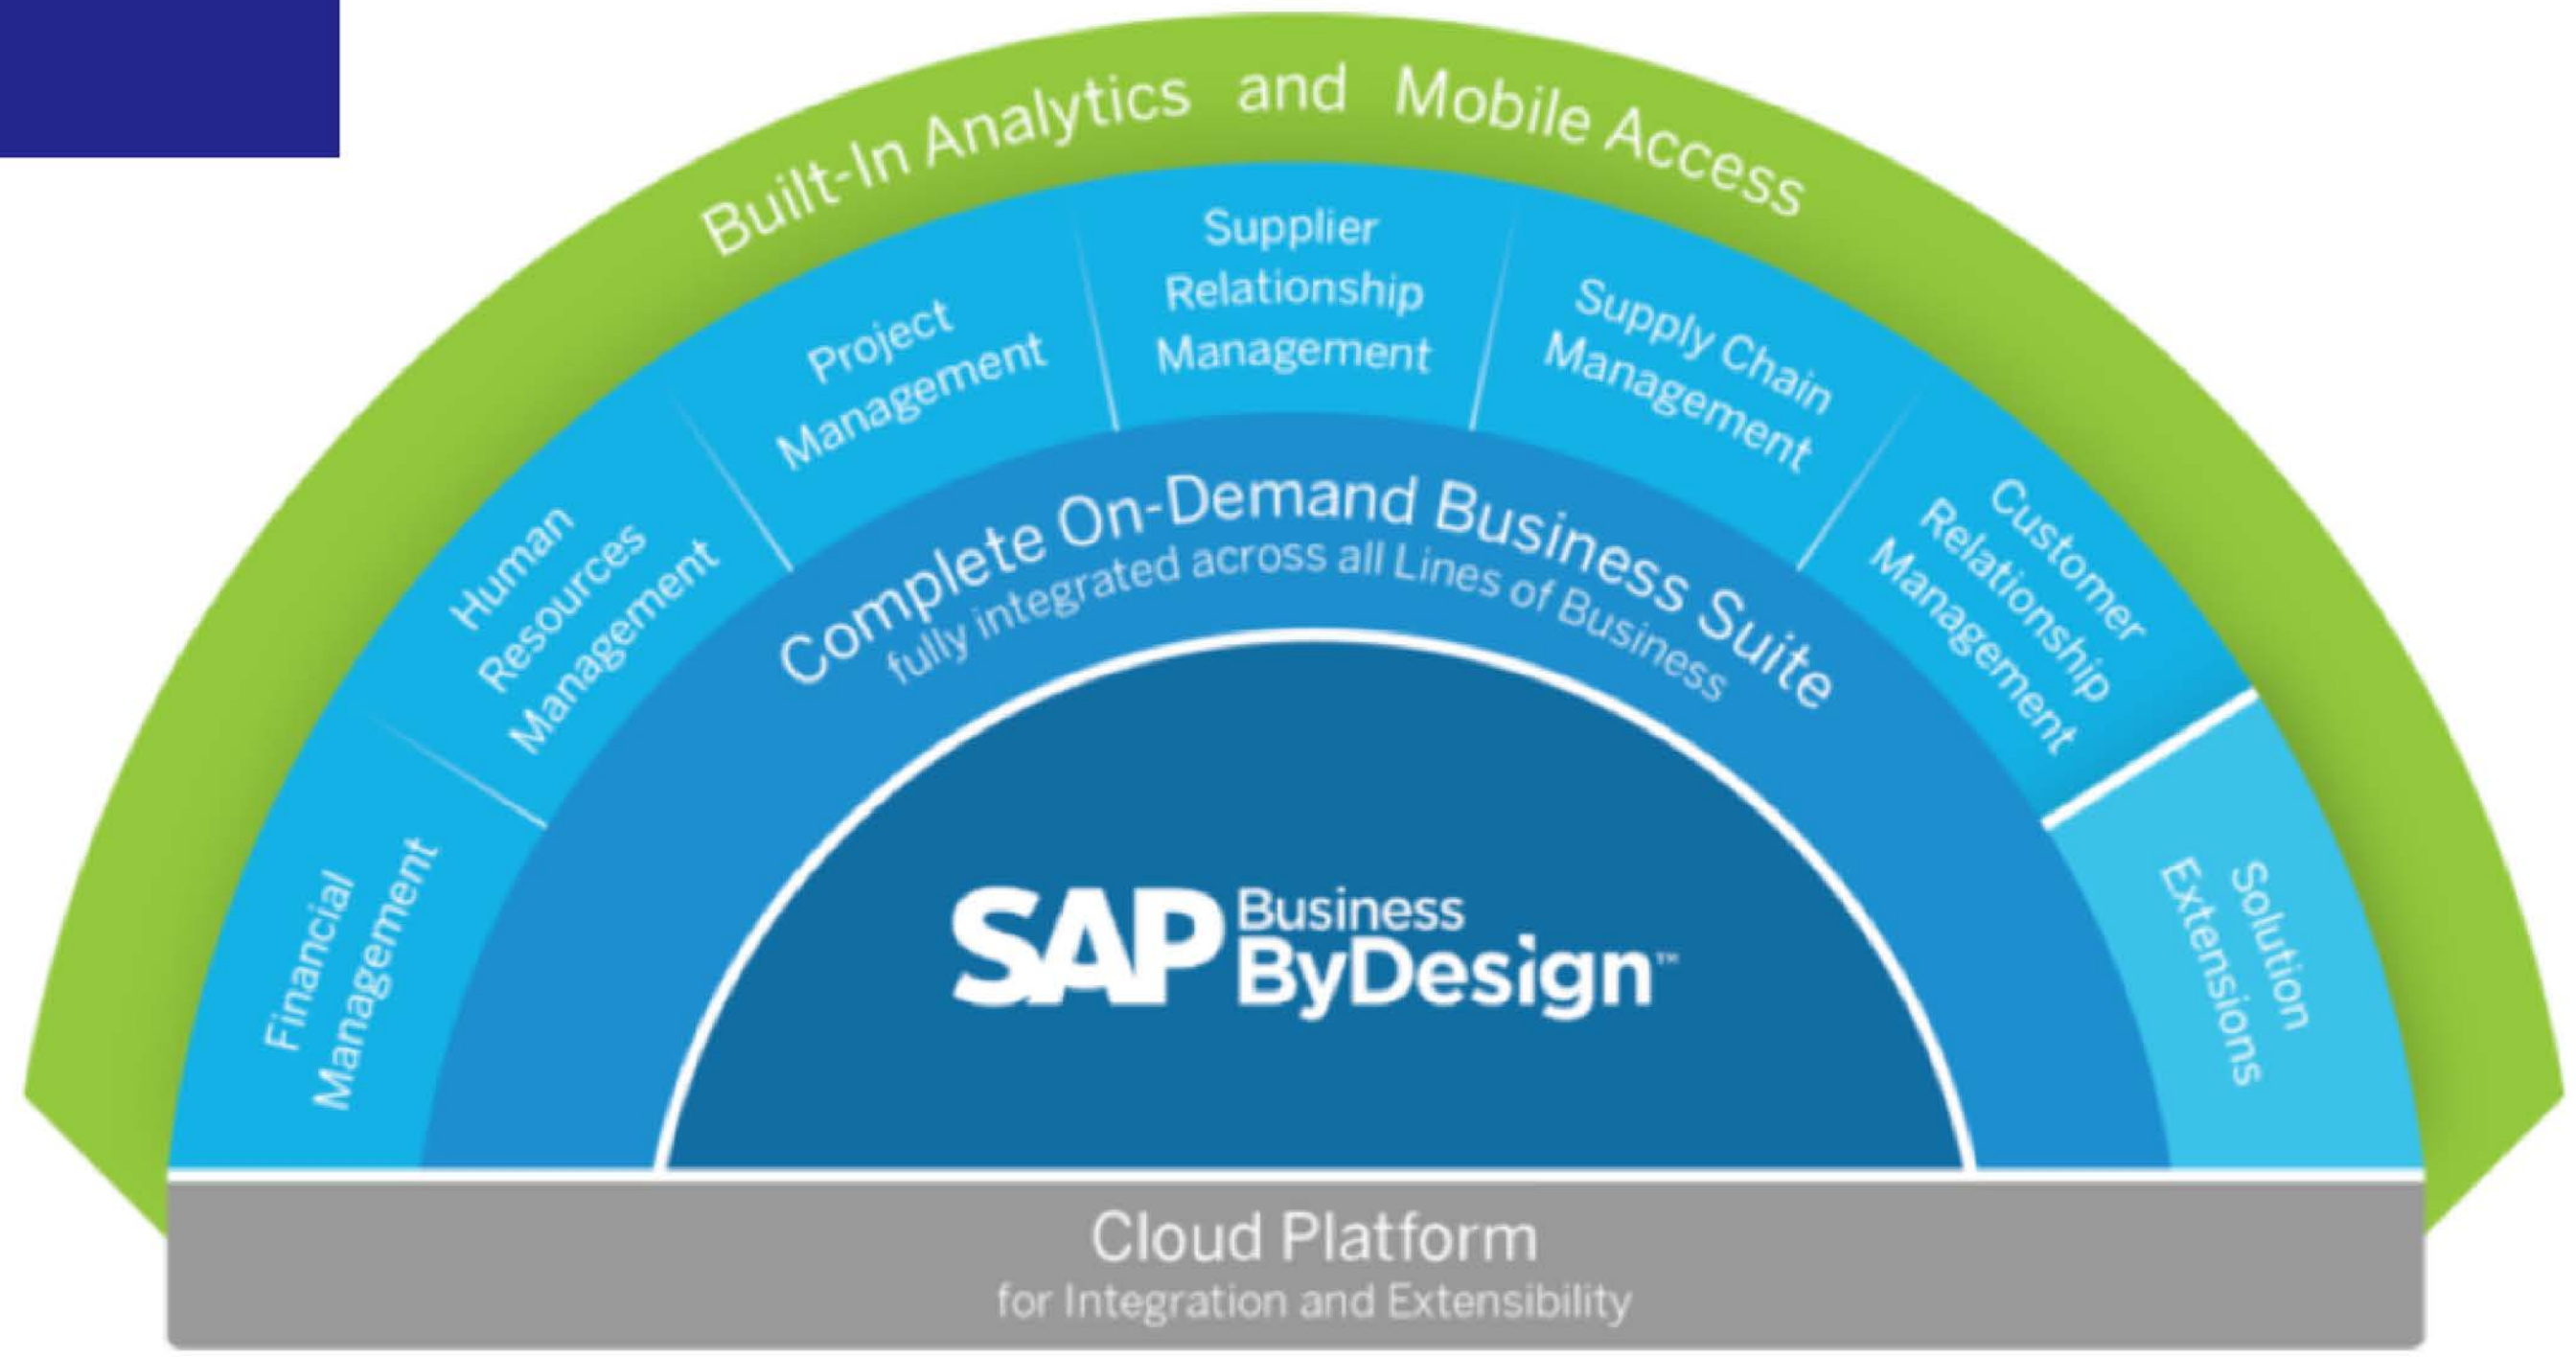 Built-In Analytics and Mobile Access
Financial
Management
Human
Resources
Management
Project
Management
Supplier
Relationship
Management
Supply Chain
Management
Customer
Relationship
Management
Solution
Extensions
Complete On-Demand Business Suite
fully integrated across all Lines of Business
SAP Business
ByDesign™
Cloud Platform
for Integration and Extensibility